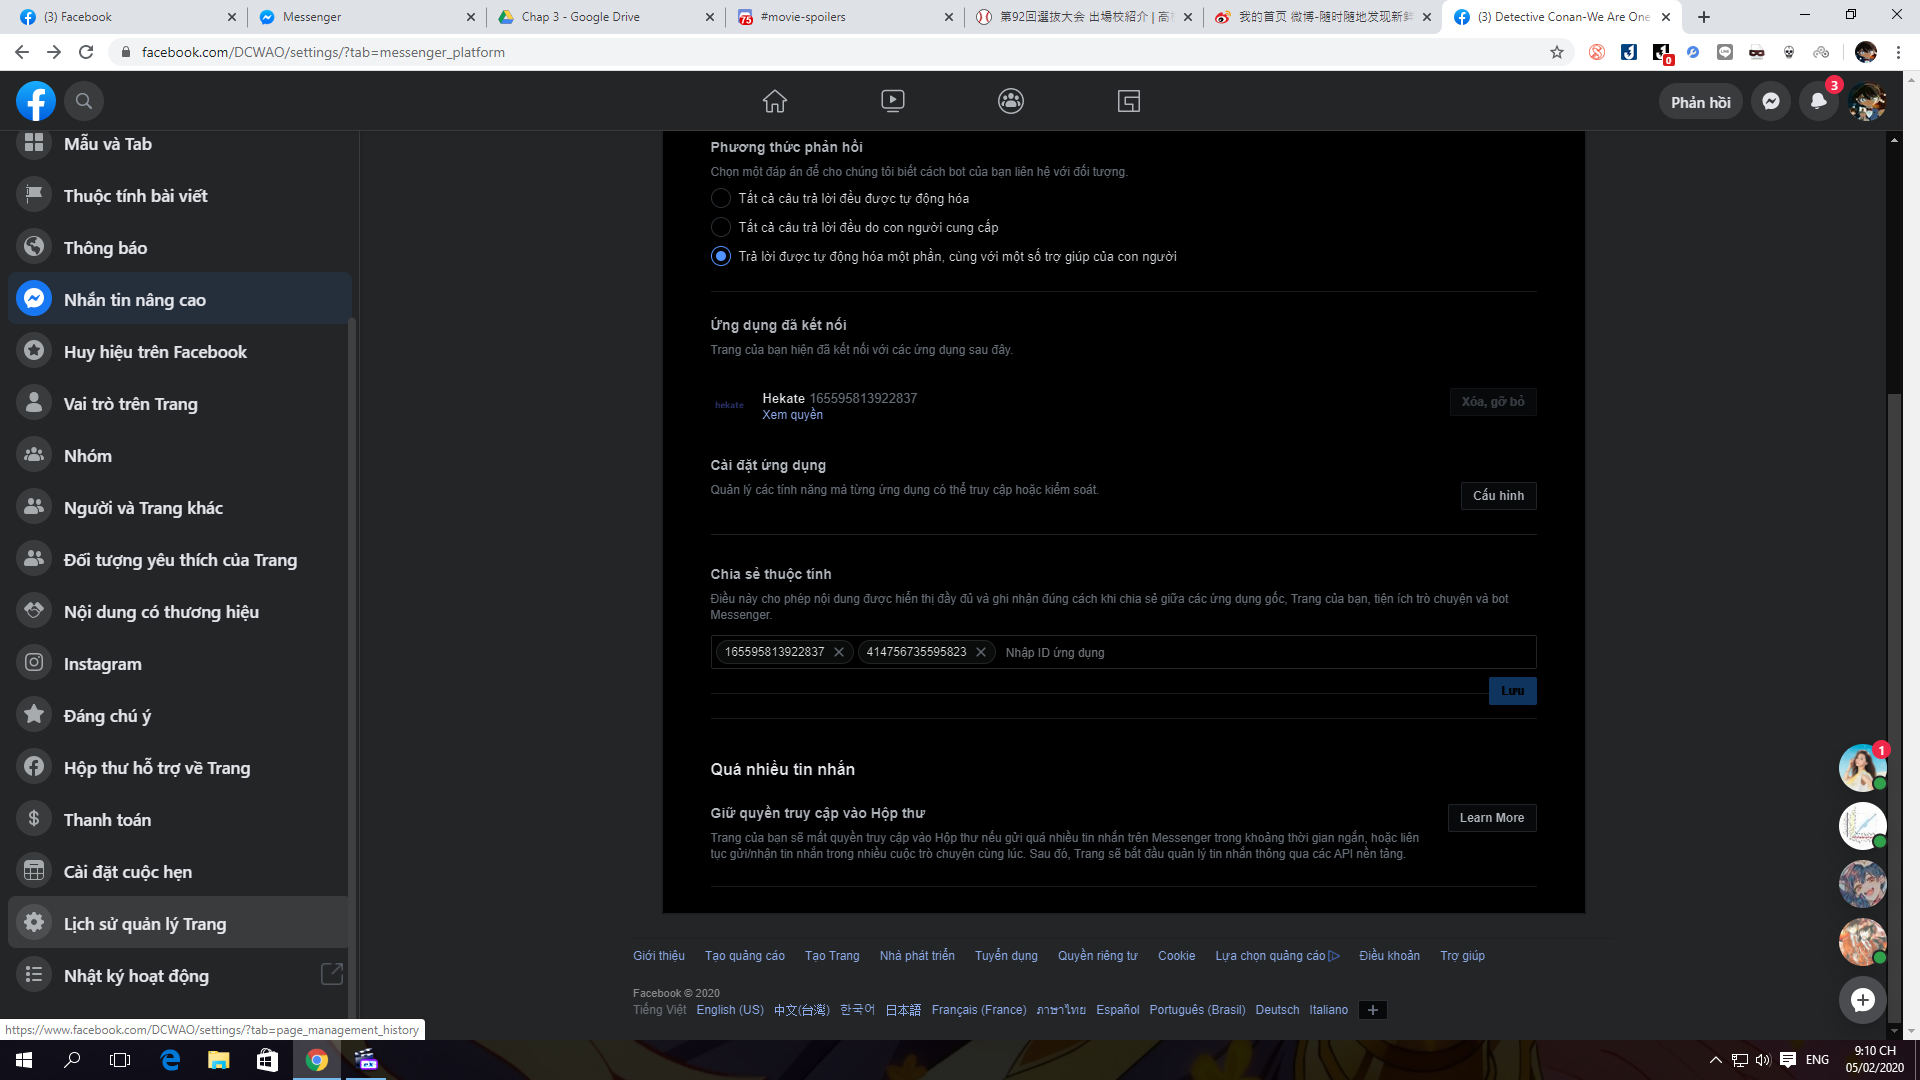 (3) Facebook
Messenger
Chap 3 - Google Drive
#movie-spoilers
第92回選抜大会 出場校紹介 | 高
我的首页 微博-随时随地发现新鲜
(3) Detective Conan-We Are One
facebook.com/DCWAO/settings/?tab=messenger_platform
0
Phản hồi
3
Mẫu và Tab
Thuộc tính bài viết
Thông báo
Nhắn tin nâng cao
Huy hiệu trên Facebook
Vai trò trên Trang
Nhóm
Người và Trang khác
Đối tượng yêu thích của Trang
Nội dung có thương hiệu
Instagram
Đáng chú ý
Hộp thư hỗ trợ về Trang
Thanh toán
Cài đặt cuộc hẹn
Lịch sử quản lý Trang
Nhật ký hoạt động
https://www.facebook.com/DCWAO/settings/?tab=page_management_history
Phương thức phản hồi
Chọn một đáp án để cho chúng tôi biết cách bot của bạn liên hệ với đối tượng.
Tất cả câu trả lời đều được tự động hóa
Tất cả câu trả lời đều do con người cung cấp
Trả lời được tự động hóa một phần, cùng với một số trợ giúp của con người
Ứng dụng đã kết nối
Trang của bạn hiện đã kết nối với các ứng dụng sau đây.
hekate
Hekate 165595813922837
Xem quyền
Xóa, gỡ bỏ
Cài đặt ứng dụng
Quản lý các tính năng mà từng ứng dụng có thể truy cập hoặc kiểm soát.
Cấu hình
Chia sẻ thuộc tính
Điều này cho phép nội dung được hiển thị đầy đủ và ghi nhận đúng cách khi chia sẻ giữa các ứng dụng gốc, Trang của bạn, tiện ích trò chuyện và bot
Messenger.
165595813922837
414756735595823
Nhập ID ứng dụng
Lưu
Quá nhiều tin nhắn
Giữ quyền truy cập vào Hộp thư
Learn More
Trang của bạn sẽ mất quyền truy cập vào Hộp thư nếu gửi quá nhiều tin nhắn trên Messenger trong khoảng thời gian ngắn, hoặc liên
tục gửi/nhận tin nhắn trong nhiều cuộc trò chuyện cùng lúc. Sau đó, Trang sẽ bắt đầu quản lý tin nhắn thông qua các API nền tảng.
1
Giới thiệu Tạo quảng cáo Tạo Trang Nhà phát triển Tuyển dụng Quyền riêng tư Cookie Lựa chọn quảng cáo Điều khoản Trợ giúp
Facebook © 2020
Tiếng Việt English (US) 中文(台灣) 한국어 日本語 Français (France) ภาษาไทย Español Português (Brasil) Deutsch Italiano
ENG
9:10 CH
05/02/2020